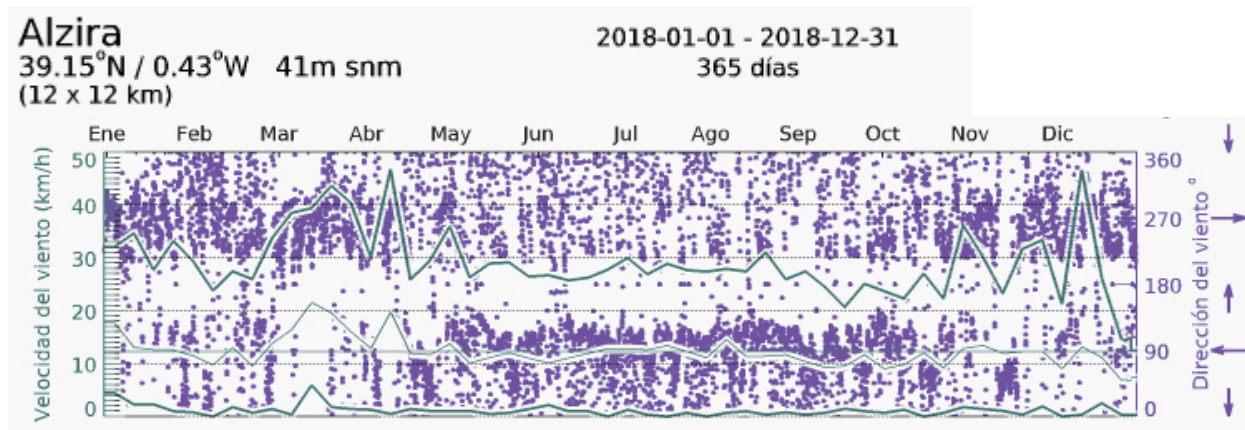 Alzira
39.15°N / 0.43°W 41m snm
(12 x 12 km)
2018-01-01 - 2018-12-31
365 días
Ene Feb Mar Abr May Jun Jul Ago Sep Oct Nov Dic
Velocidad del viento (km/h)
50
40
30
20
10
0
360
270
180
90
0
Dirección del viento °